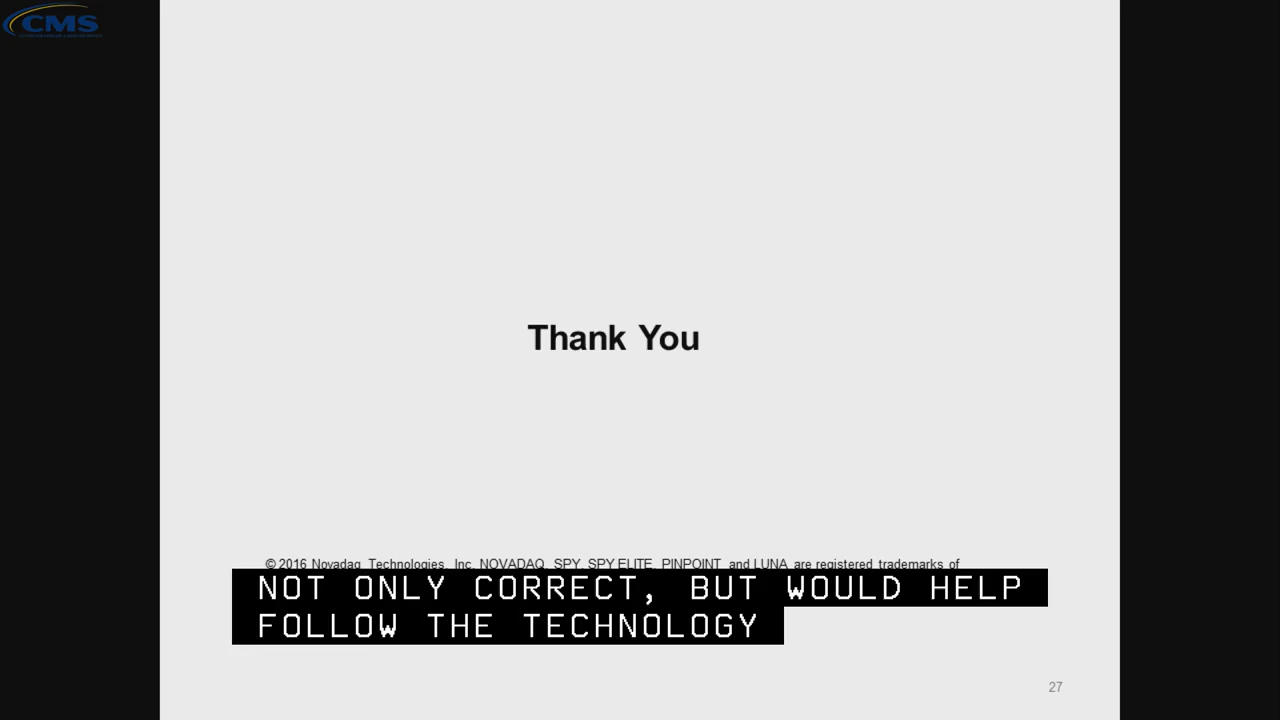 CMS
Thank You
© 2016 Novadaq Technologies, Inc. NOVADAQ, SPY, SPY ELITE, PINPOINT, and LUNA are registered trademarks of
NOT ONLY CORRECT, BUT WOULD HELP
FOLLOW THE TECHNOLOGY
27